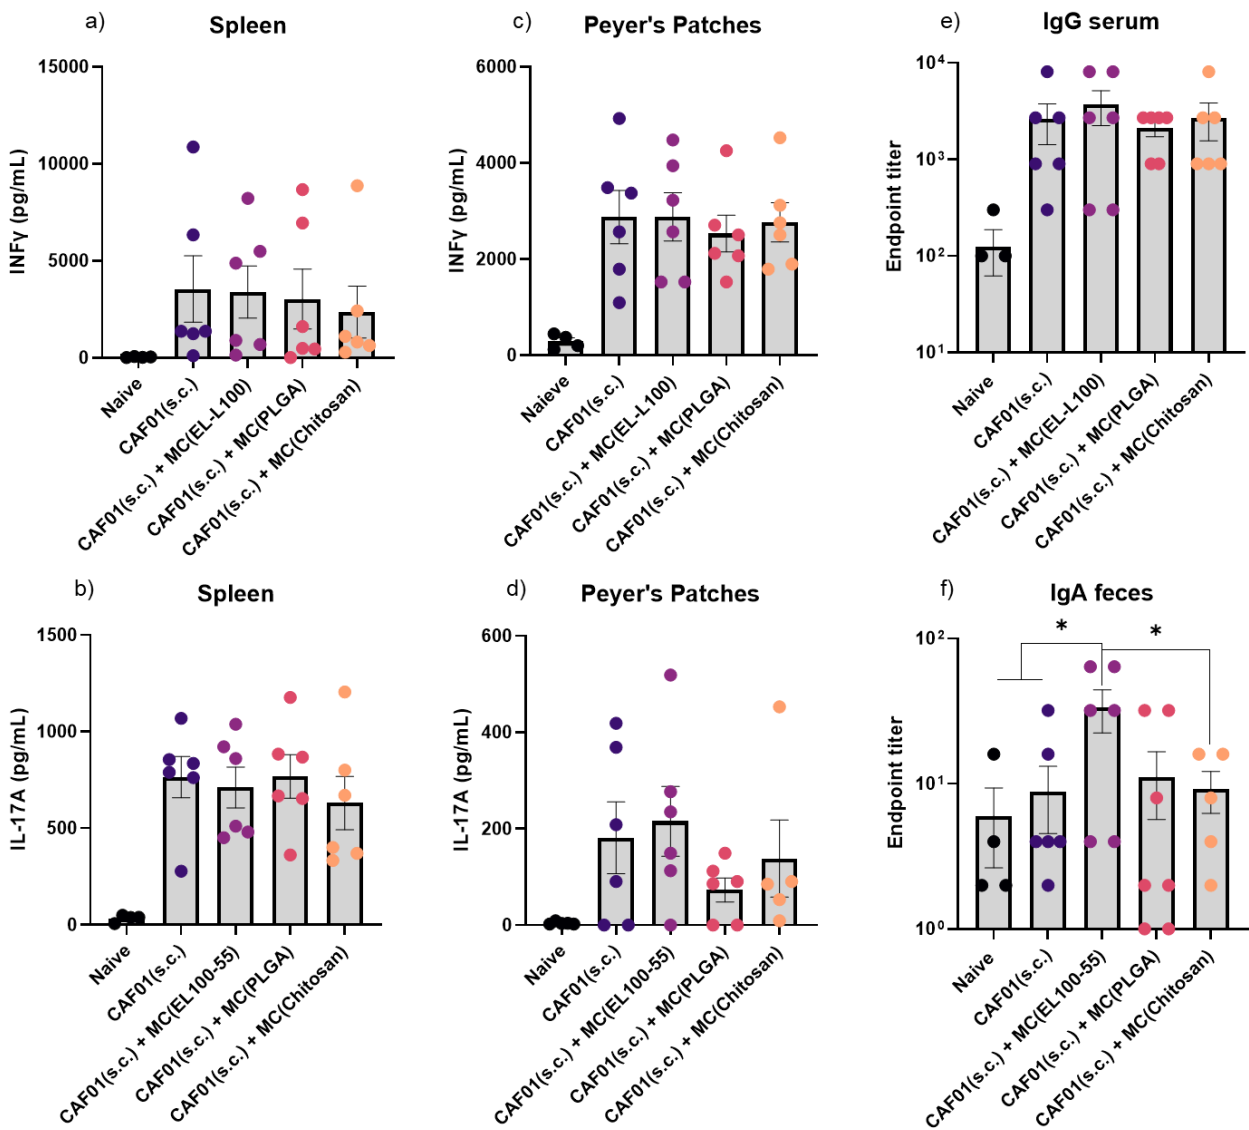 a)
Spleen
15000
10000
5000
0
INFγ (pg/mL)
Naive
CAF01(s.c.)
CAF01(s.c.) + MC(EL-L100)
CAF01(s.c.) + MC(PLGA)
CAF01(s.c.) + MC(Chitosan)
c)
Peyer's Patches
6000
4000
2000
0
INFγ (pg/mL)
Naieve
CAF01(s.c.)
CAF01(s.c.) + MC(EL-L100)
CAF01(s.c.) + MC(PLGA)
CAF01(s.c.) + MC(Chitosan)
e)
IgG serum
10⁴
10³
10²
10¹
Endpoint titer
Naive
CAF01(s.c.)
CAF01(s.c.) + MC(EL-L100)
CAF01(s.c.) + MC(PLGA)
CAF01(s.c.) + MC(Chitosan)
b)
Spleen
1500
1000
500
0
IL-17A (pg/mL)
Naive
CAF01(s.c.)
CAF01(s.c.) + MC(EL100-55)
CAF01(s.c.) + MC(PLGA)
CAF01(s.c.) + MC(Chitosan)
d)
Peyer's Patches
600
400
200
0
IL-17A (pg/mL)
Naive
CAF01(s.c.)
CAF01(s.c.) + MC(EL100-55)
CAF01(s.c.) + MC(PLGA)
CAF01(s.c.) + MC(Chitosan)
f)
IgA feces
10²
10¹
10⁰
Endpoint titer
*
*
Naive
CAF01(s.c.)
CAF01(s.c.) + MC(EL100-55)
CAF01(s.c.) + MC(PLGA)
CAF01(s.c.) + MC(Chitosan)